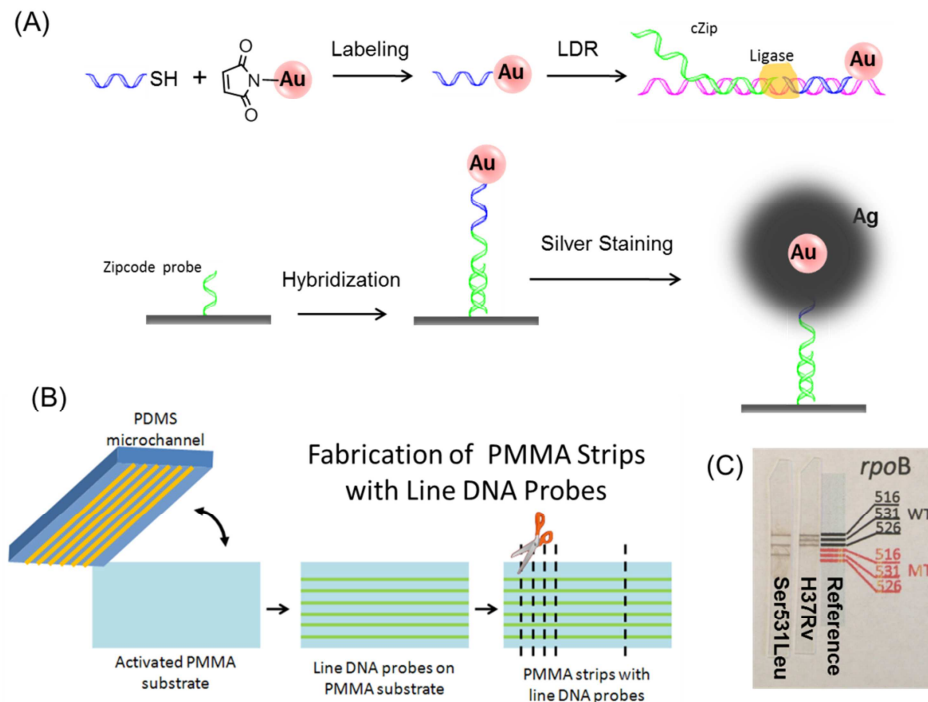 (A)
SH + N Au
O
O
Labeling
Au
LDR
cZip
Ligase
Au
Zipcode probe
Hybridization
Au
Silver Staining
Au
Ag
(B)
PDMS
microchannel
Fabrication of PMMA Strips
with Line DNA Probes
Activated PMMA
substrate
Line DNA probes on
PMMA substrate
PMMA strips with
line DNA probes
(C)
rpoB
516
531
526
WT
516
531
526
MT
Ser531Leu
H37Rv
Reference